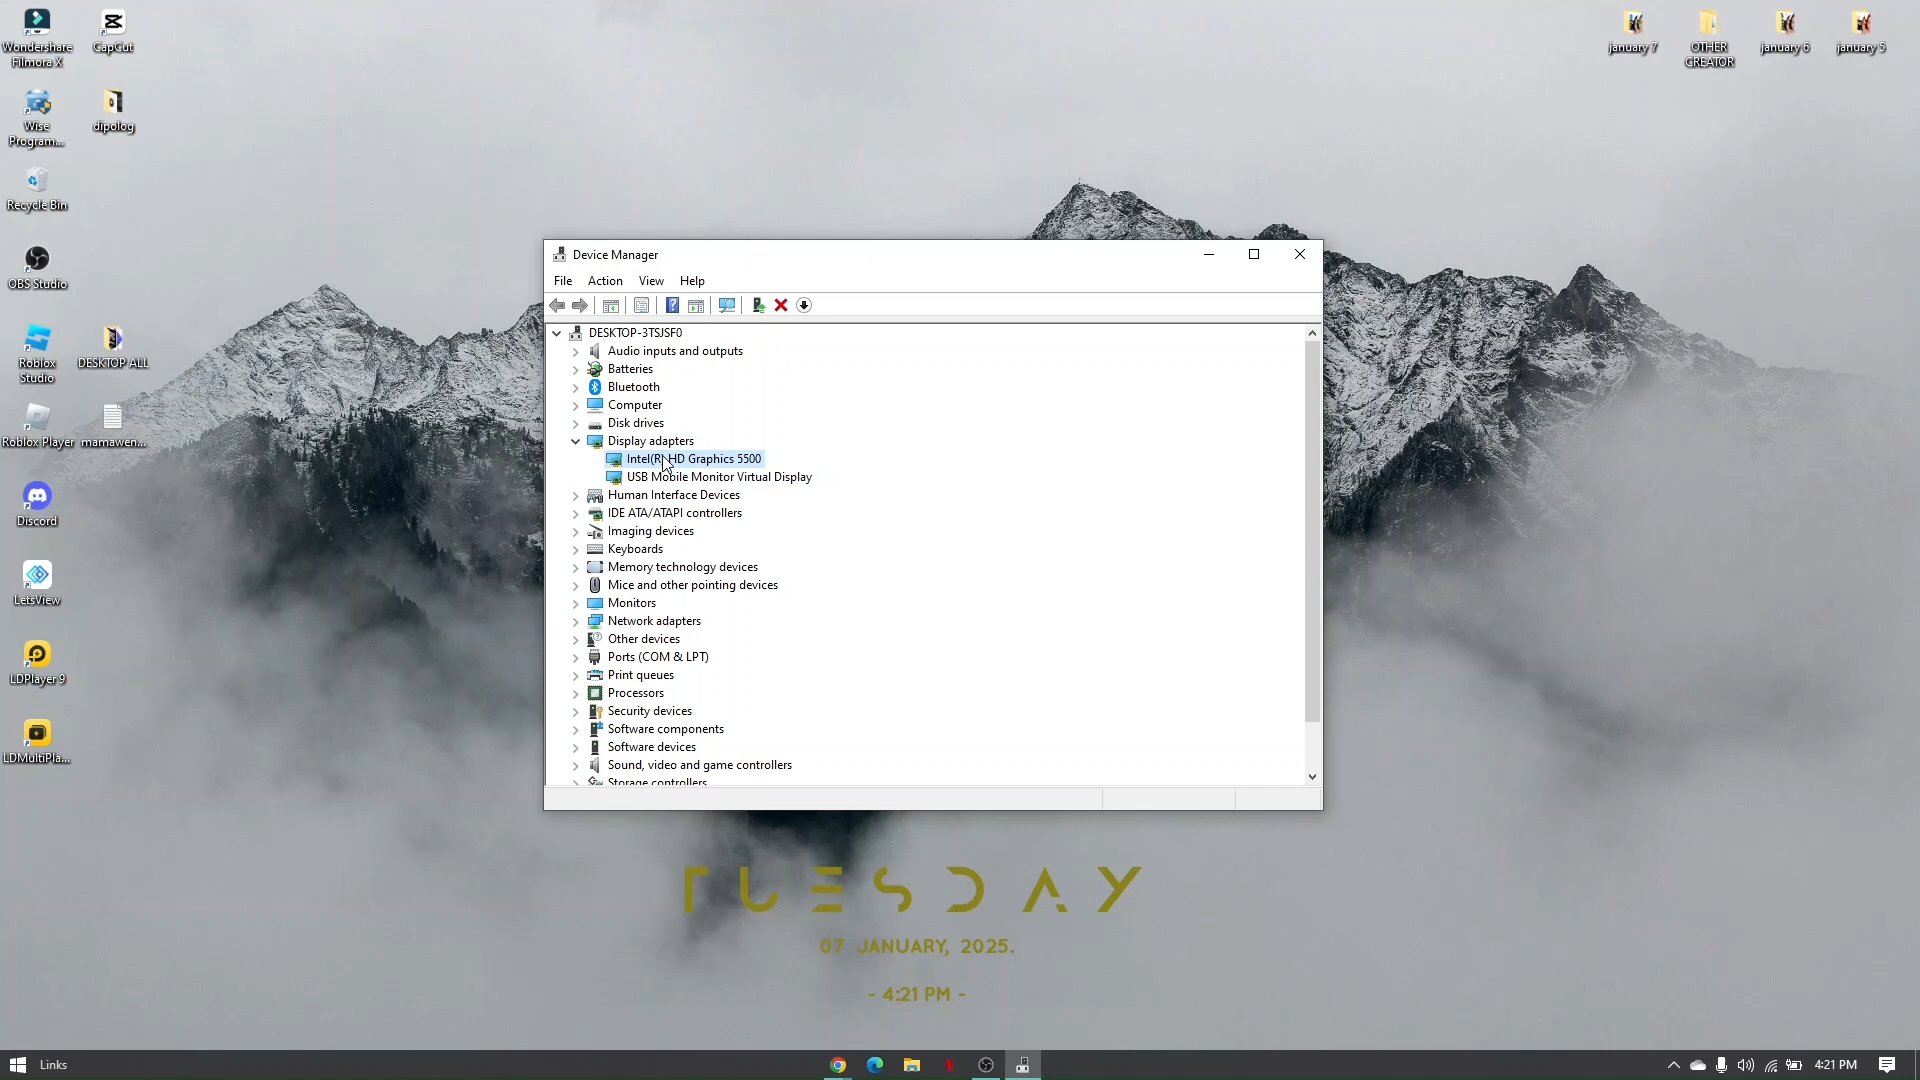 Wondershare
Filmora X
CapCut
january 7
OTHER
CREATOR
january 6
january 5
Wise
Program...
dipolog
Recycle Bin
OBS Studio
Roblox
Studio
DESKTOP ALL
Roblox Player
mamawen...
Discord
LetsView
LDPlayer 9
LDMultiPla...
Device Manager
File Action View Help
DESKTOP-3TSJSF0
Audio inputs and outputs
Batteries
Bluetooth
Computer
Disk drives
Display adapters
Intel(R) HD Graphics 5500
USB Mobile Monitor Virtual Display
Human Interface Devices
IDE ATA/ATAPI controllers
Imaging devices
Keyboards
Memory technology devices
Mice and other pointing devices
Monitors
Network adapters
Other devices
Ports (COM & LPT)
Print queues
Processors
Security devices
Software components
Software devices
Sound, video and game controllers
Storage controllers
TUESDAY
07 JANUARY, 2025.
- 4:21 PM -
Links
4:21 PM